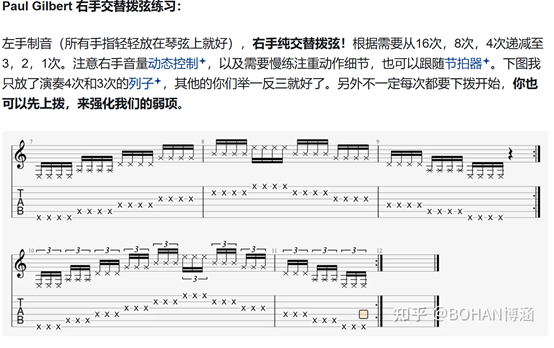 Paul Gilbert 右手交替拨弦练习：
左手制音（所有手指轻轻放在琴弦上就好），右手纯交替拨弦！根据需要从16次，8次，4次递减至
3，2，1次。注意右手音量动态控制，以及需要慢练注重动作细节，也可以跟随节拍器。下图我
只放了演奏4次和3次的列子，其他的你们举一反三就好了。另外不一定每次都要下拨开始，你也
可以先上拨，来强化我们的弱项。
7 8 9
T A B
X X X X X X X X X X X X X X X X X X X X X X X X X X X X X X X X X X X X X X X X X X X X
10 3 3 3 3 3 3 3 11 3 3 3 12
T A B
X X X X X X X X X X X X X X X X X X X X X X X X X X X X X X
知乎 @BOHAN博涵